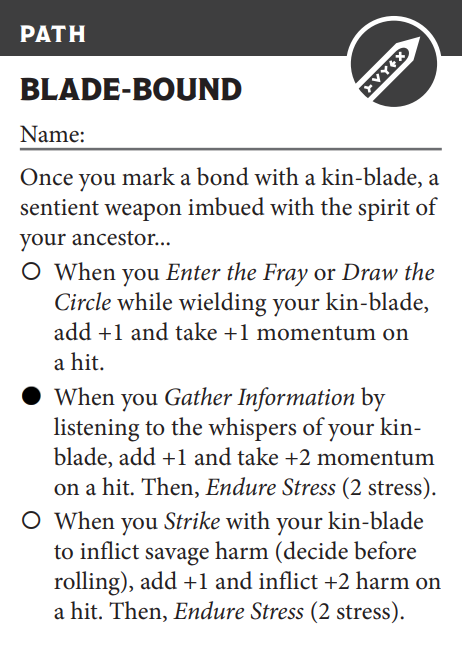 PATH
BLADE-BOUND
Name:
Once you mark a bond with a kin-blade, a
sentient weapon imbued with the spirit of
your ancestor...
When you Enter the Fray or Draw the
Circle while wielding your kin-blade,
add +1 and take +1 momentum on
a hit.
When you Gather Information by
listening to the whispers of your kin-
blade, add +1 and take +2 momentum
on a hit. Then, Endure Stress (2 stress).
When you Strike with your kin-blade
to inflict savage harm (decide before
rolling), add +1 and inflict +2 harm on
a hit. Then, Endure Stress (2 stress).